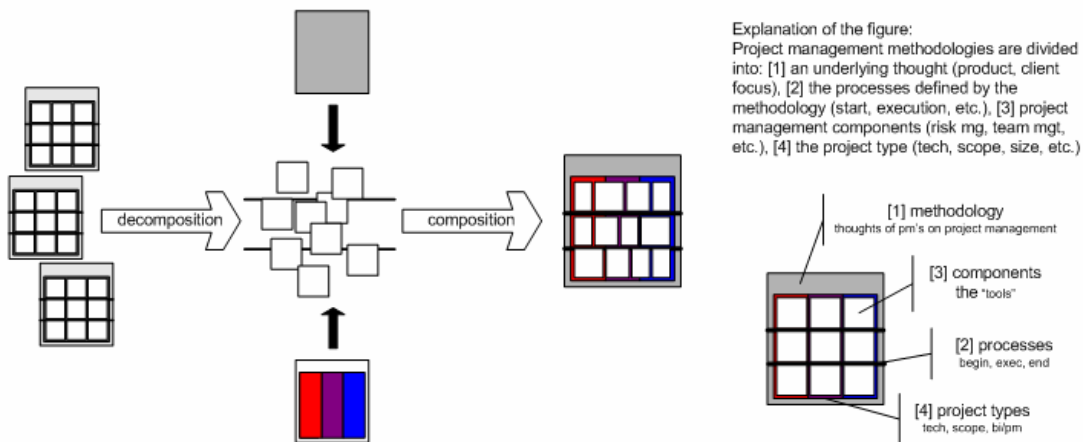 Explanation of the figure:
Project management methodologies are divided
into: [1] an underlying thought (product, client
focus), [2] the processes defined by the
methodology (start, execution, etc.), [3] project
management components (risk mg, team mgt,
etc.), [4] the project type (tech, scope, size, etc.)
decomposition
composition
[1] methodology
thoughts of pm's on project management
[3] components
the "tools"
[2] processes
begin, exec, end
[4] project types
tech, scope, bi/pm